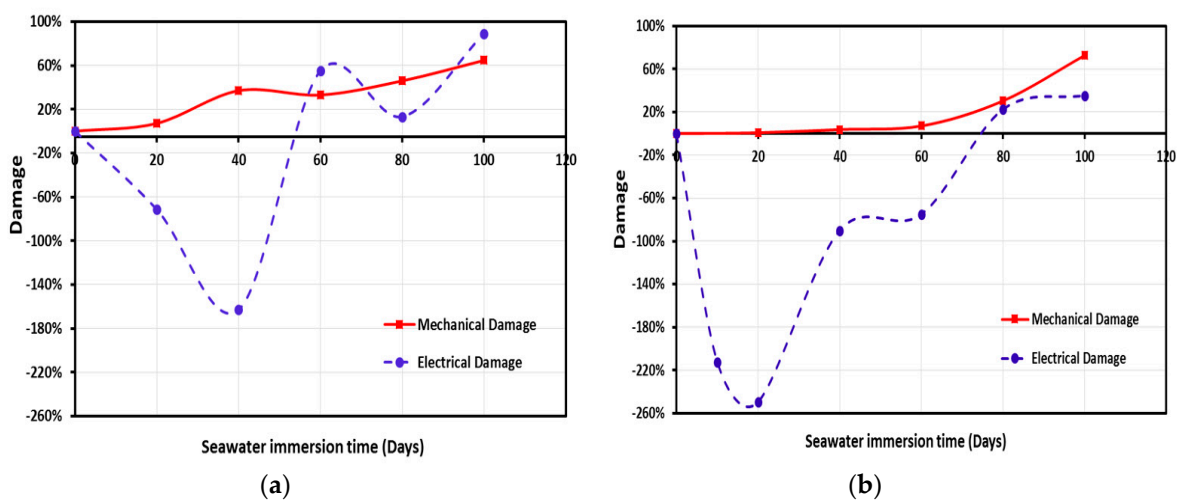 100%
60%
20%
-20%
-60%
-100%
-140%
-180%
-220%
-260%
0 20 40 60 80 100 120
Damage
Mechanical Damage
Electrical Damage
Seawater immersion time (Days)
(a)
100%
60%
20%
-20%
-60%
-100%
-140%
-180%
-220%
-260%
0 20 40 60 80 100 120
Damage
Mechanical Damage
Electrical Damage
Seawater immersion time (Days)
(b)